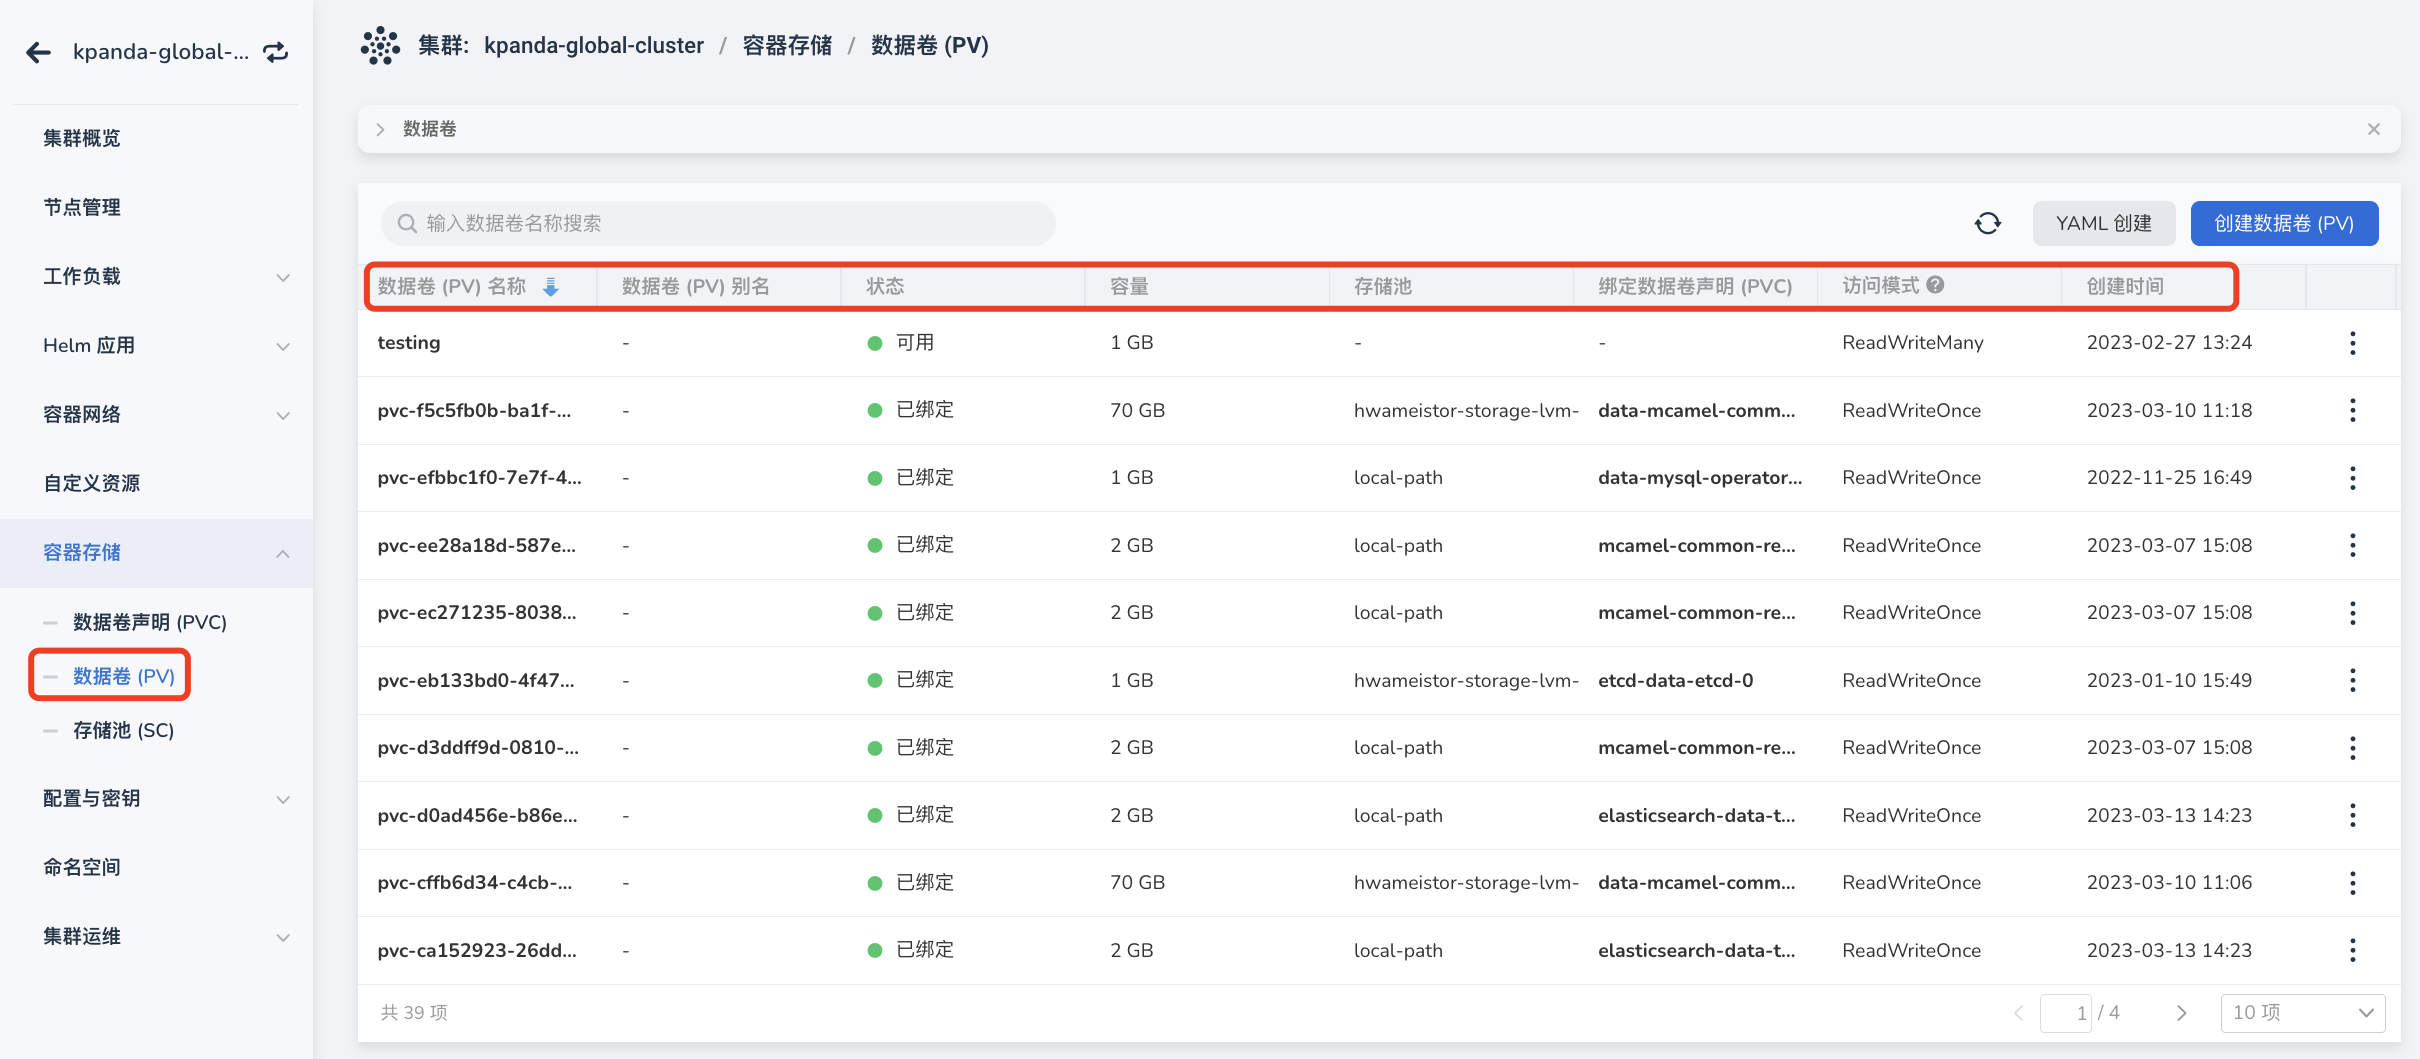 kpanda-global-...
集群概览
节点管理
工作负载
Helm 应用
容器网络
自定义资源
容器存储
数据卷声明 (PVC)
数据卷 (PV)
存储池 (SC)
配置与密钥
命名空间
集群运维
集群: kpanda-global-cluster / 容器存储 / 数据卷 (PV)
数据卷
输入数据卷名称搜索
YAML 创建
创建数据卷 (PV)
数据卷 (PV) 名称 数据卷 (PV) 别名 状态 容量 存储池 绑定数据卷声明 (PVC) 访问模式 创建时间
testing - 可用 1 GB - - ReadWriteMany 2023-02-27 13:24
pvc-f5c5fb0b-ba1f-... - 已绑定 70 GB hwameistor-storage-lvm- data-mcamel-comm... ReadWriteOnce 2023-03-10 11:18
pvc-efbbc1f0-7e7f-4... - 已绑定 1 GB local-path data-mysql-operator... ReadWriteOnce 2022-11-25 16:49
pvc-ee28a18d-587e... - 已绑定 2 GB local-path mcamel-common-re... ReadWriteOnce 2023-03-07 15:08
pvc-ec271235-8038... - 已绑定 2 GB local-path mcamel-common-re... ReadWriteOnce 2023-03-07 15:08
pvc-eb133bd0-4f47... - 已绑定 1 GB hwameistor-storage-lvm- etcd-data-etcd-0 ReadWriteOnce 2023-01-10 15:49
pvc-d3ddff9d-0810-... - 已绑定 2 GB local-path mcamel-common-re... ReadWriteOnce 2023-03-07 15:08
pvc-d0ad456e-b86e... - 已绑定 2 GB local-path elasticsearch-data-t... ReadWriteOnce 2023-03-13 14:23
pvc-cffb6d34-c4cb-... - 已绑定 70 GB hwameistor-storage-lvm- data-mcamel-comm... ReadWriteOnce 2023-03-10 11:06
pvc-ca152923-26dd... - 已绑定 2 GB local-path elasticsearch-data-t... ReadWriteOnce 2023-03-13 14:23
共 39 项
1 / 4
10 项